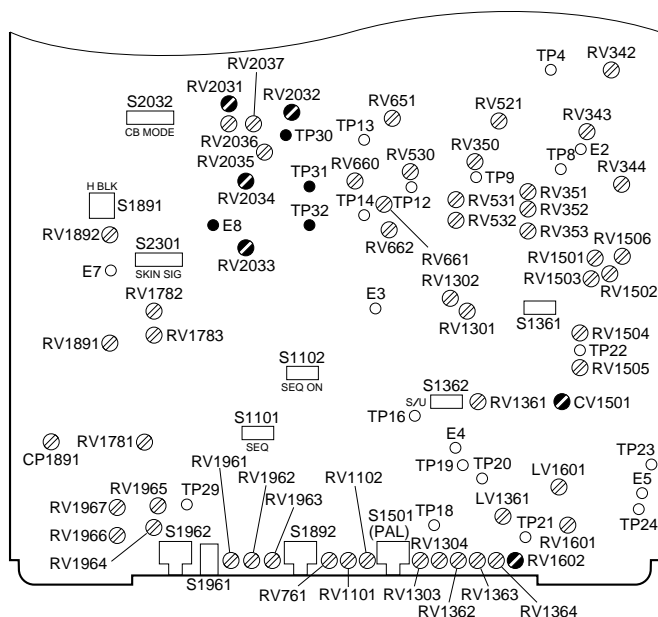 RV2037
TP4
RV342
RV2031
RV2032
S2032
CB MODE
RV651
RV521
RV343
TP30
TP13
RV2036
E2
RV350
RV2035
RV530
TP8
TP31
RV660
TP9
RV344
RV2034
H BLK
S1891
TP14
TP12
RV531
RV351
TP32
RV352
RV532
E8
RV1892
RV662
RV353
S2301
RV2033
RV661
RV1501
RV1506
SKIN SIG
E7
RV1302
RV1503
RV1502
RV1782
E3
RV1301
S1361
RV1783
RV1504
RV1891
TP22
S1102
RV1505
SEQ ON
S1362
S/U
RV1361
CV1501
TP16
S1101
SEQ
E4
RV1781
CP1891
RV1961
TP19
TP23
RV1962
RV1102
TP20
LV1601
E5
RV1963
RV1965
TP29
RV1967
LV1361
TP24
S1501
(PAL)
TP18
S1962
S1892
TP21
RV1601
RV1966
RV1304
RV1964
RV1602
S1961
RV761
RV1101
RV1303
RV1362
RV1363
RV1364